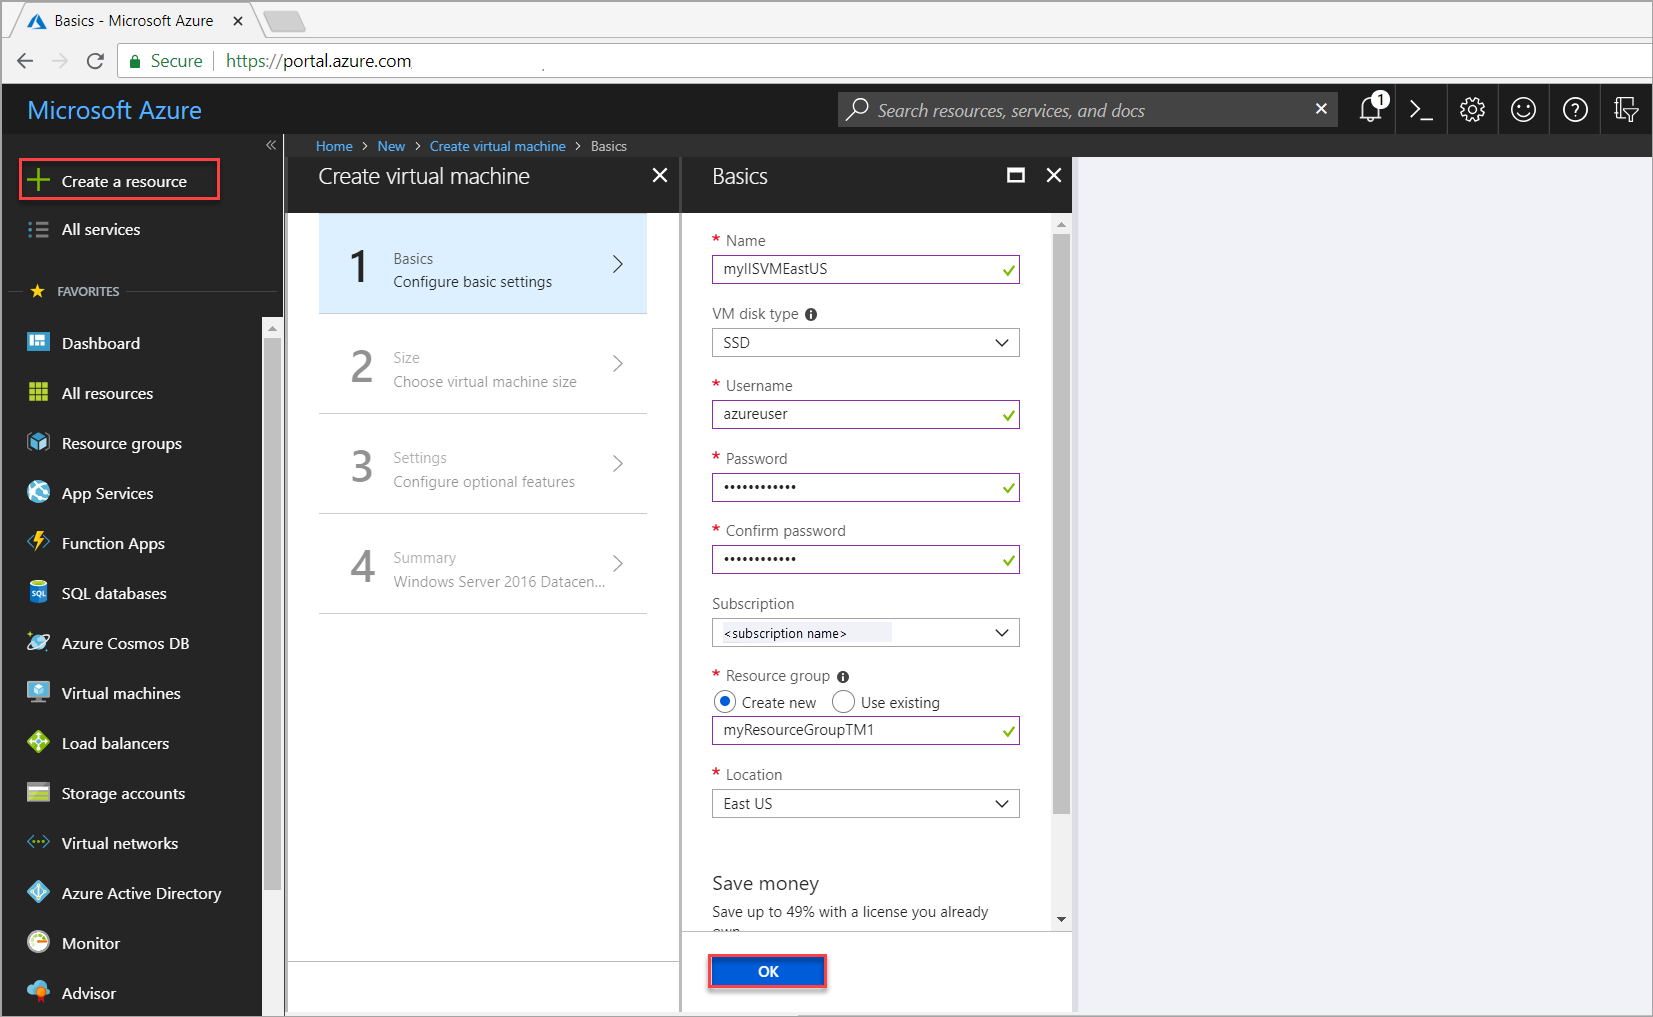 Basics - Microsoft Azure
Secure
https://portal.azure.com
Microsoft Azure
Search resources, services, and docs
1
Home > New > Create virtual machine > Basics
Create a resource
All services
FAVORITES
Dashboard
All resources
Resource groups
App Services
Function Apps
SQL
SQL databases
Azure Cosmos DB
Virtual machines
Load balancers
Storage accounts
Virtual networks
Azure Active Directory
Monitor
Advisor
Create virtual machine
1
Basics
Configure basic settings
2
Size
Choose virtual machine size
3
Settings
Configure optional features
4
Summary
Windows Server 2016 Datacen...
Basics
* Name
myIISVMEastUS
VM disk type
SSD
* Username
azureuser
* Password
••••••••••••
* Confirm password
••••••••••••
Subscription
<subscription name>
* Resource group
Create new Use existing
myResourceGroupTM1
* Location
East US
Save money
Save up to 49% with a license you already
own
OK